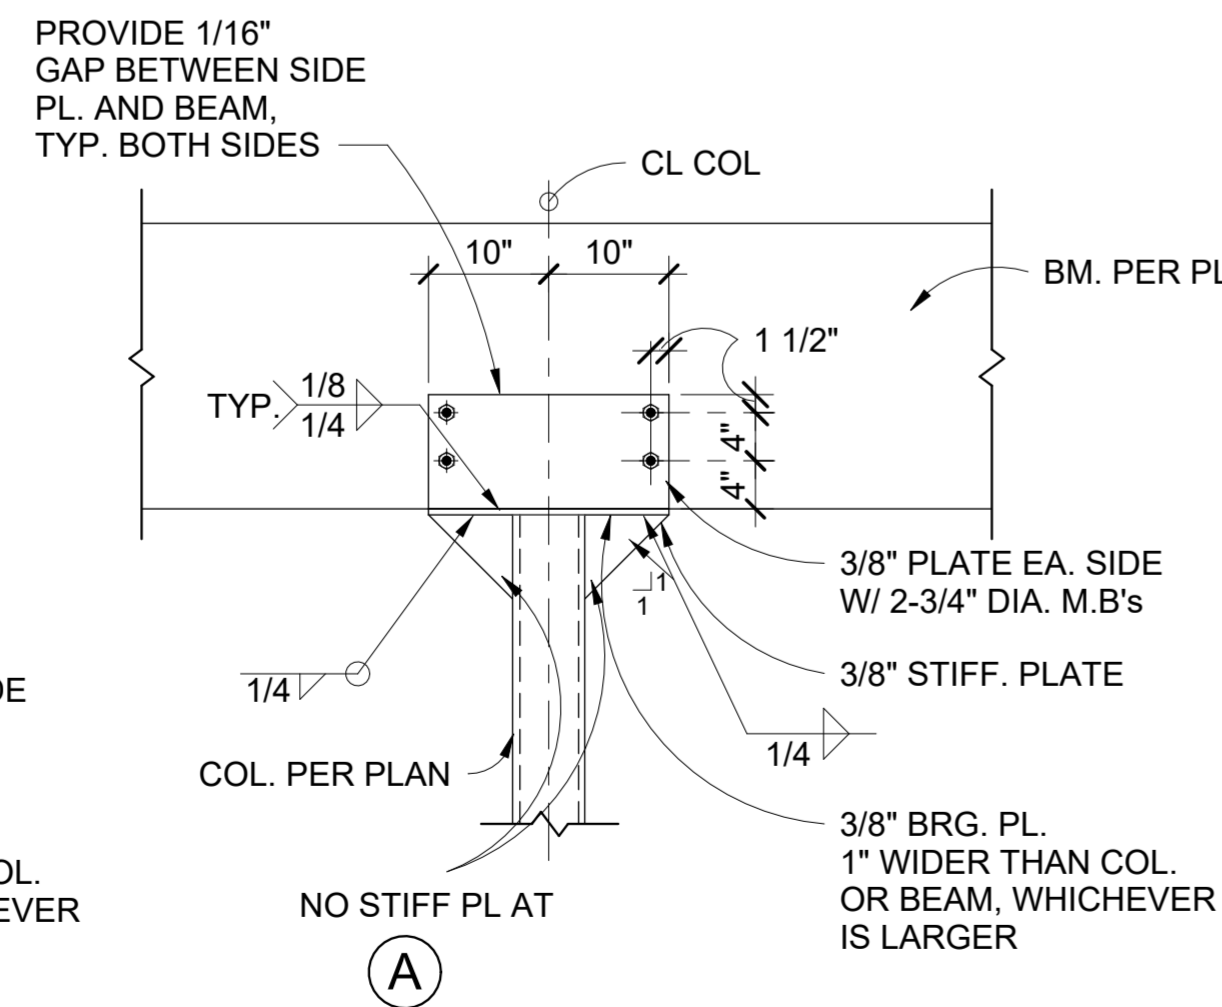 PROVIDE 1/16"
GAP BETWEEN SIDE
PL. AND BEAM,
TYP. BOTH SIDES
CL COL
10"
10"
BM. PER PL
1 1/2"
TYP.
1/8
1/4
4"
4"
3/8" PLATE EA. SIDE
W/ 2-3/4" DIA. M.B's
1
1
3/8" STIFF. PLATE
DE
1/4
1/4
COL. PER PLAN
3/8" BRG. PL.
1" WIDER THAN COL.
OR BEAM, WHICHEVER
IS LARGER
OL.
EVER
NO STIFF PL AT
A